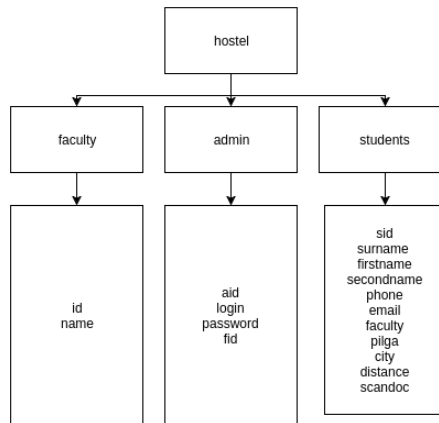 hostel
faculty
admin
students
id
name
aid
login
password
fid
sid
surname
firstname
secondname
phone
email
faculty
pilga
city
distance
scandoc